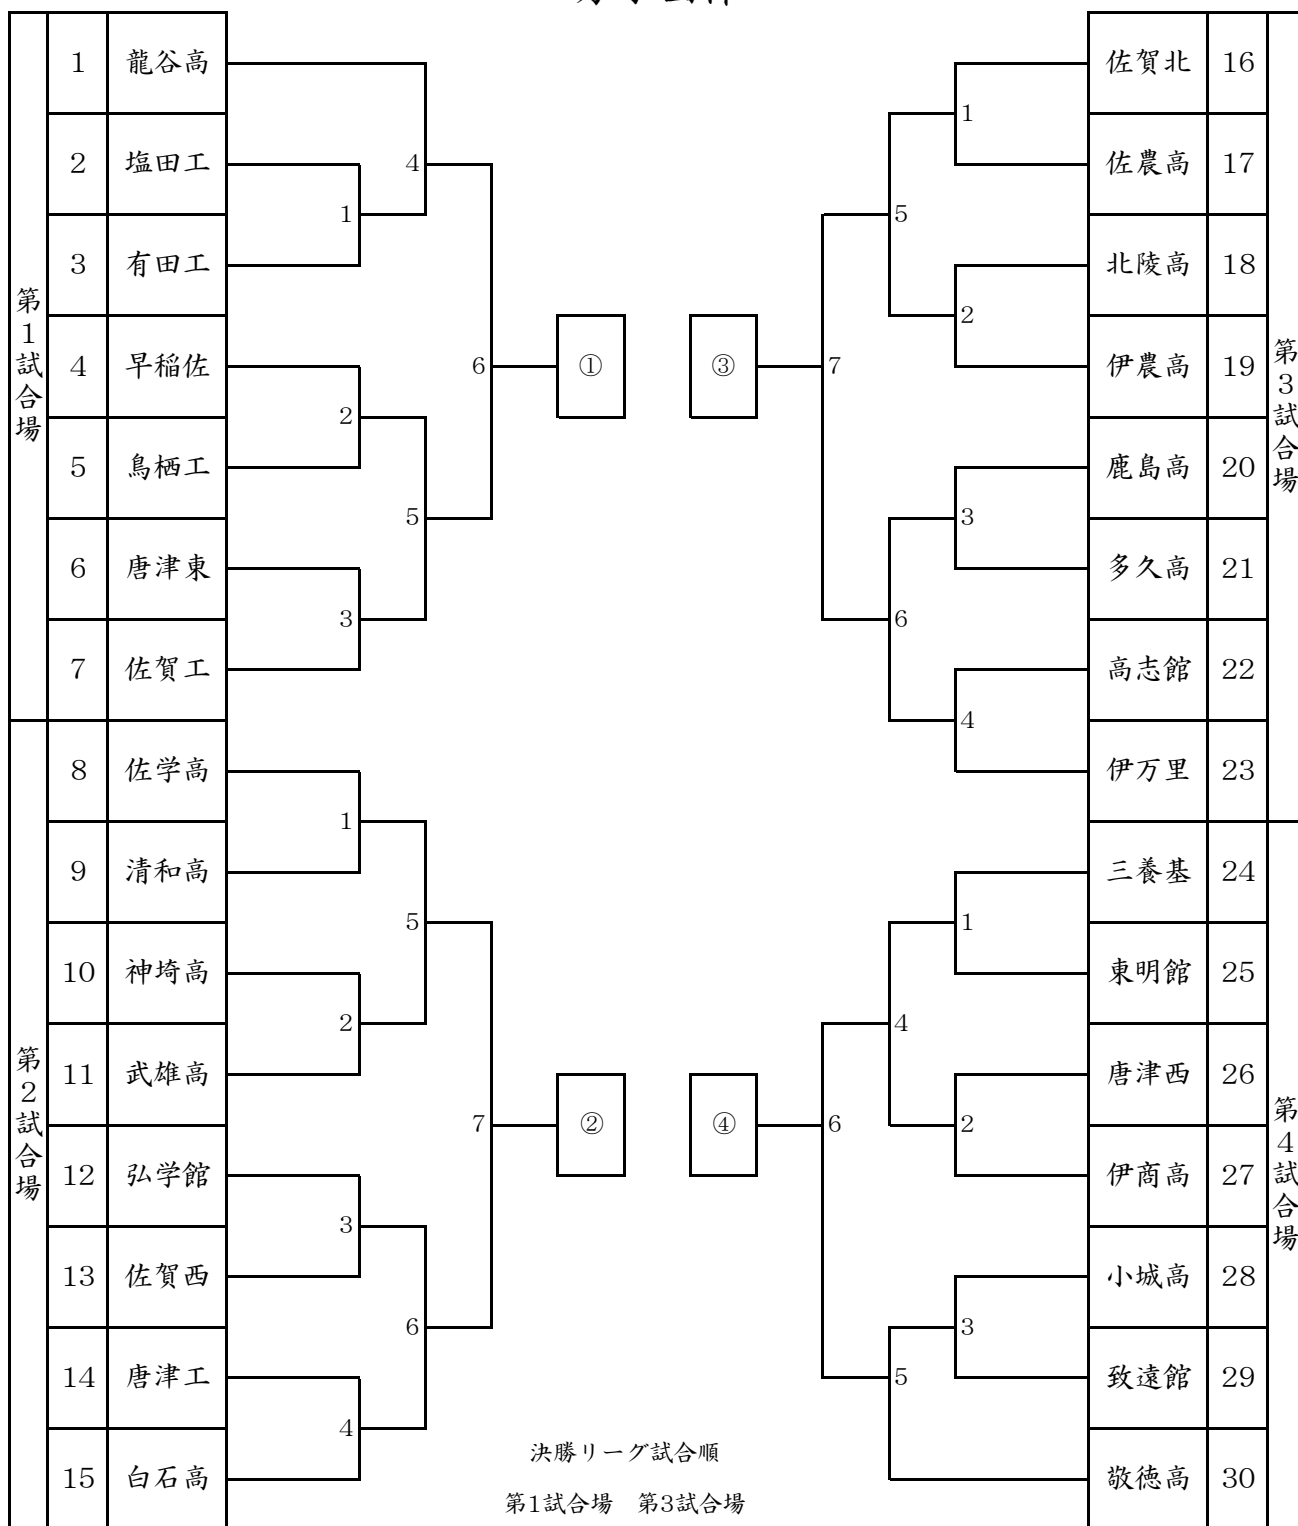 第1試合場
1 龍谷高
2 塩田工
3 有田工
4 早稲佐
5 鳥栖工
6 唐津東
7 佐賀工
4
1
6
2
5
3
①
第2試合場
8 佐学高
9 清和高
10 神埼高
11 武雄高
12 弘学館
13 佐賀西
14 唐津工
15 白石高
1
5
2
7
3
6
4
②
佐賀北 16
佐農高 17
北陵高 18
伊農高 19
鹿島高 20
多久高 21
高志館 22
伊万里 23
第3試合場
1
5
2
7
3
6
4
③
三養基 24
東明館 25
唐津西 26
伊商高 27
小城高 28
致遠館 29
敬徳高 30
第4試合場
1
4
2
6
3
5
④
決勝リーグ試合順
第1試合場 第3試合場